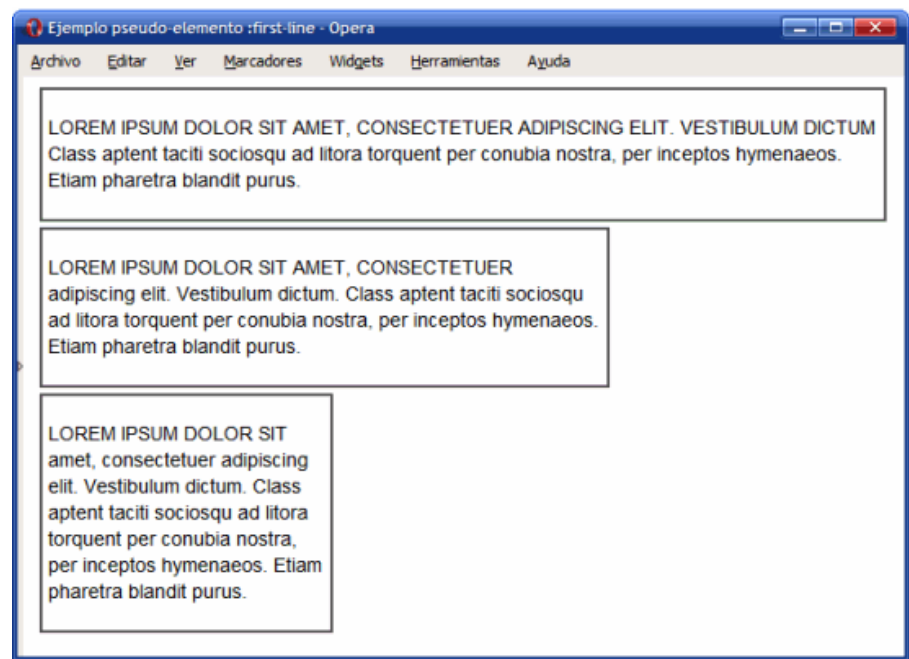 Ejemplo pseudo-elemento :first-line - Opera
Archivo Editar Ver Marcadores Widgets Herramientas Ayuda
LOREM IPSUM DOLOR SIT AMET, CONSECTETUER ADIPISCING ELIT. VESTIBULUM DICTUM
Class aptent taciti sociosqu ad litora torquent per conubia nostra, per inceptos hymenaeos.
Etiam pharetra blandit purus.
LOREM IPSUM DOLOR SIT AMET, CONSECTETUER
adipiscing elit. Vestibulum dictum. Class aptent taciti sociosqu
ad litora torquent per conubia nostra, per inceptos hymenaeos.
Etiam pharetra blandit purus.
LOREM IPSUM DOLOR SIT
amet, consectetuer adipiscing
elit. Vestibulum dictum. Class
aptent taciti sociosqu ad litora
torquent per conubia nostra,
per inceptos hymenaeos. Etiam
pharetra blandit purus.